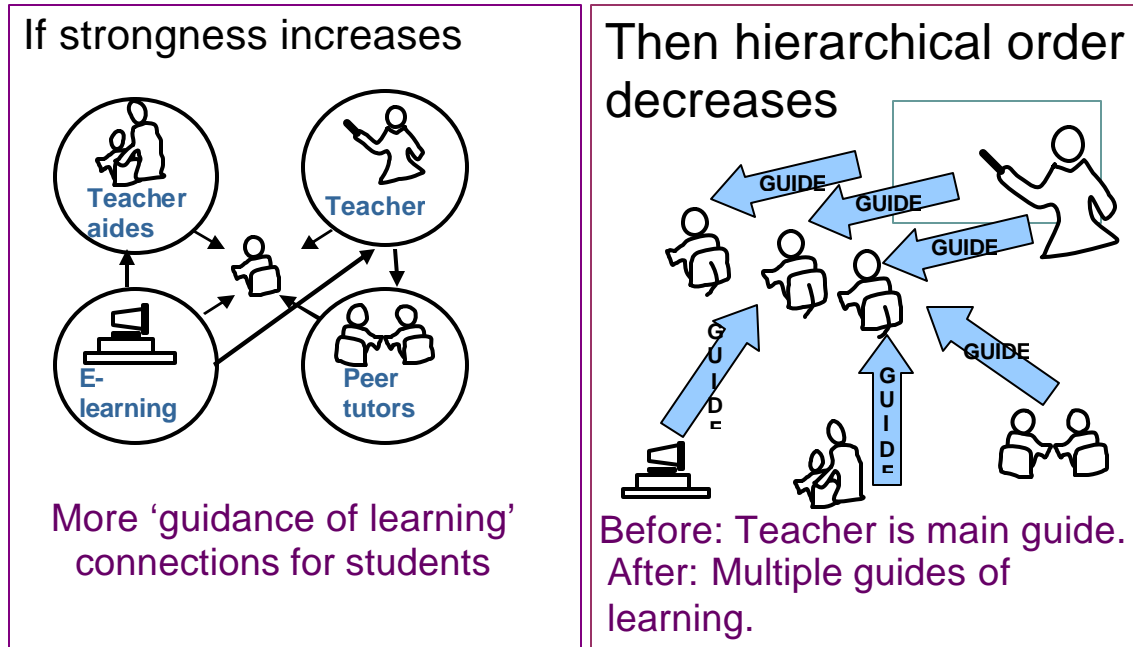 If strongness increases
Teacher
aides
Teacher
E-
learning
Peer
tutors
More ‘guidance of learning’
connections for students
Then hierarchical order
decreases
GUIDE
GUIDE
GUIDE
GUIDE
GUIDE
GUIDE
Before: Teacher is main guide.
After: Multiple guides of
learning.